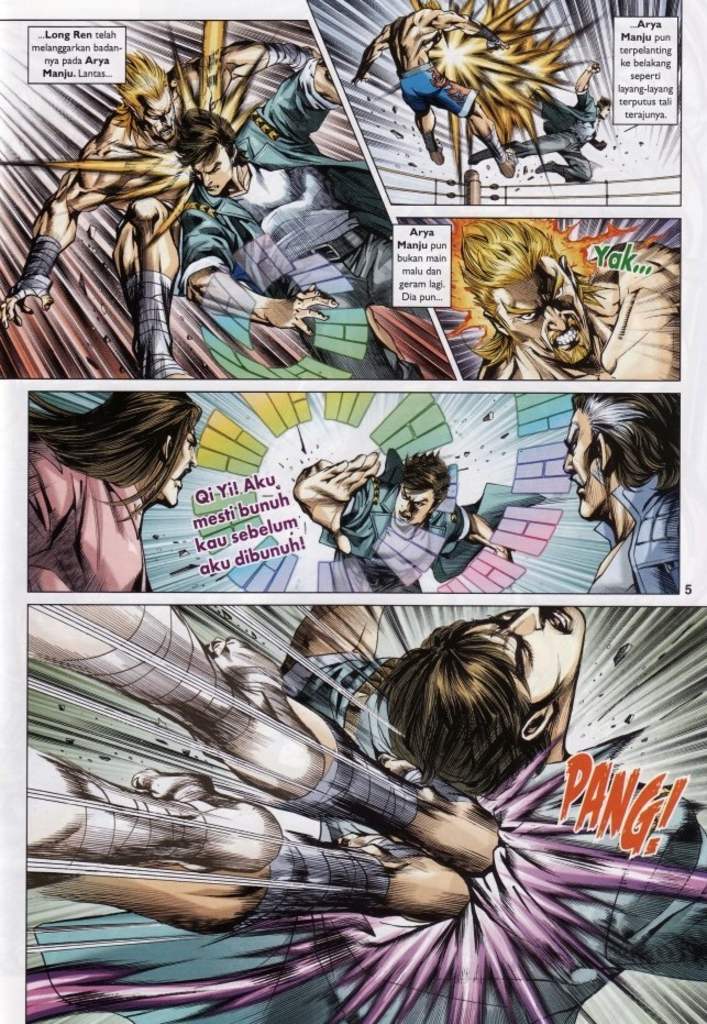 ...Long Ren telah
melanggarkan badan-
nya pada Arya
Manju. Lantas...
...Arya
Manju pun
terpelanting
ke belakang
seperti
layang-layang
terputus tali
terajunya.
Arya
Manju pun
bukan main
malu dan
geram lagi.
Dia pun...
Yak...
Qi Yi! Aku
mesti bunuh
kau sebelum
aku dibunuh!
5
PANG!